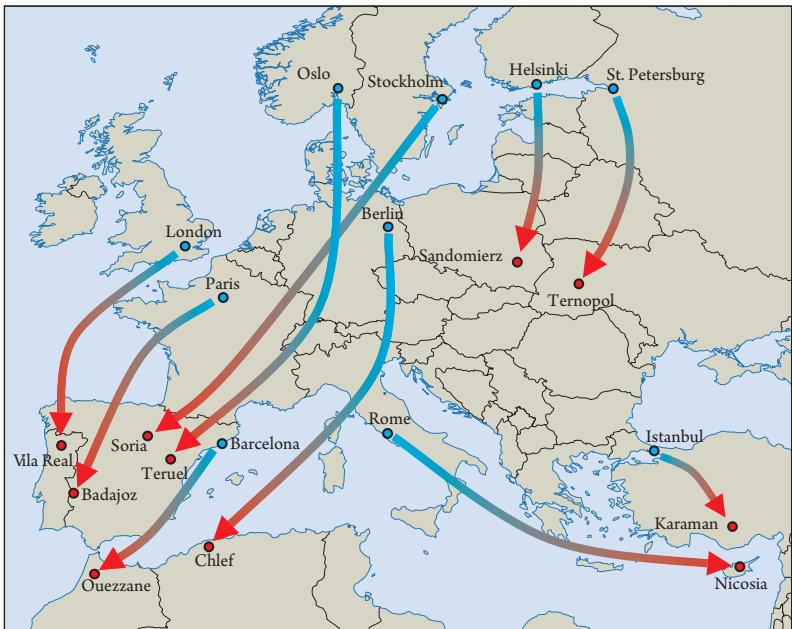 Oslo
Stockholm
Helsinki
St. Petersburg
London
Berlin
Sandomierz
Paris
Ternopol
Rome
Istanbul
Soria
Barcelona
Vila Real
Teruel
Badajoz
Karaman
Chlef
Ouezzane
Nicosia